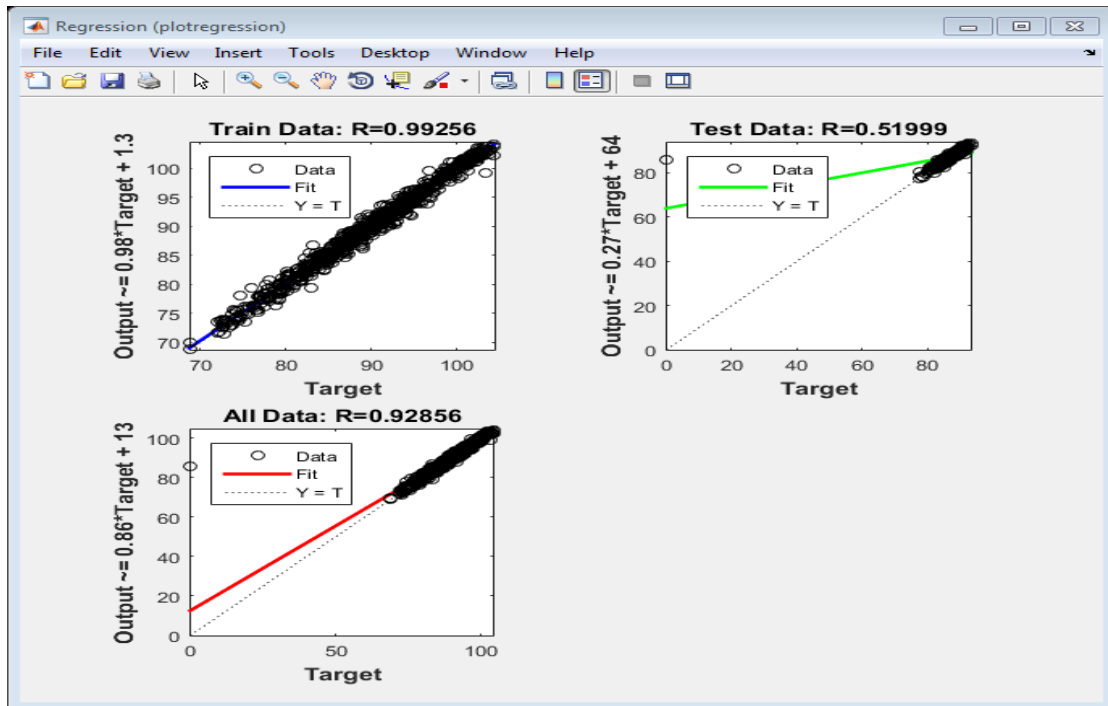 Regression (plotregression)
File Edit View Insert Tools Desktop Window Help
Train Data: R=0.99256
Output ~= 0.98*Target + 1.3
100
95
90
85
80
75
70
Data
Fit
Y = T
70 80 90 100
Target
Test Data: R=0.51999
Output ~= 0.27*Target + 64
80
60
40
20
0
Data
Fit
Y = T
0 20 40 60 80
Target
All Data: R=0.92856
Output ~= 0.86*Target + 13
100
80
60
40
20
0
Data
Fit
Y = T
0 50 100
Target